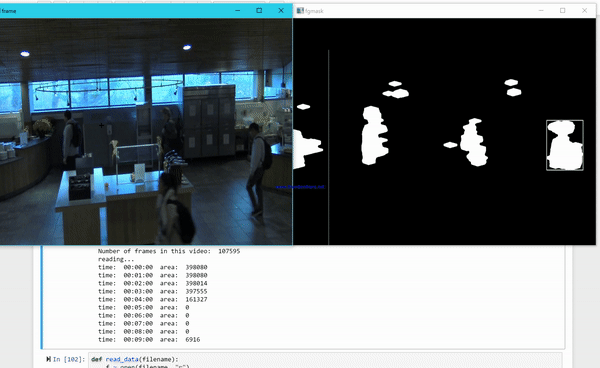 frame
fgmask
Number of frames in this video:  107595
reading...
time:  00:00:00  area:  398080
time:  00:01:00  area:  398080
time:  00:02:00  area:  398014
time:  00:03:00  area:  397555
time:  00:04:00  area:  161327
time:  00:05:00  area:  0
time:  00:06:00  area:  0
time:  00:07:00  area:  0
time:  00:08:00  area:  0
time:  00:09:00  area:  6916
In [102]: def read_data(filename):
f = open(filename, "r")